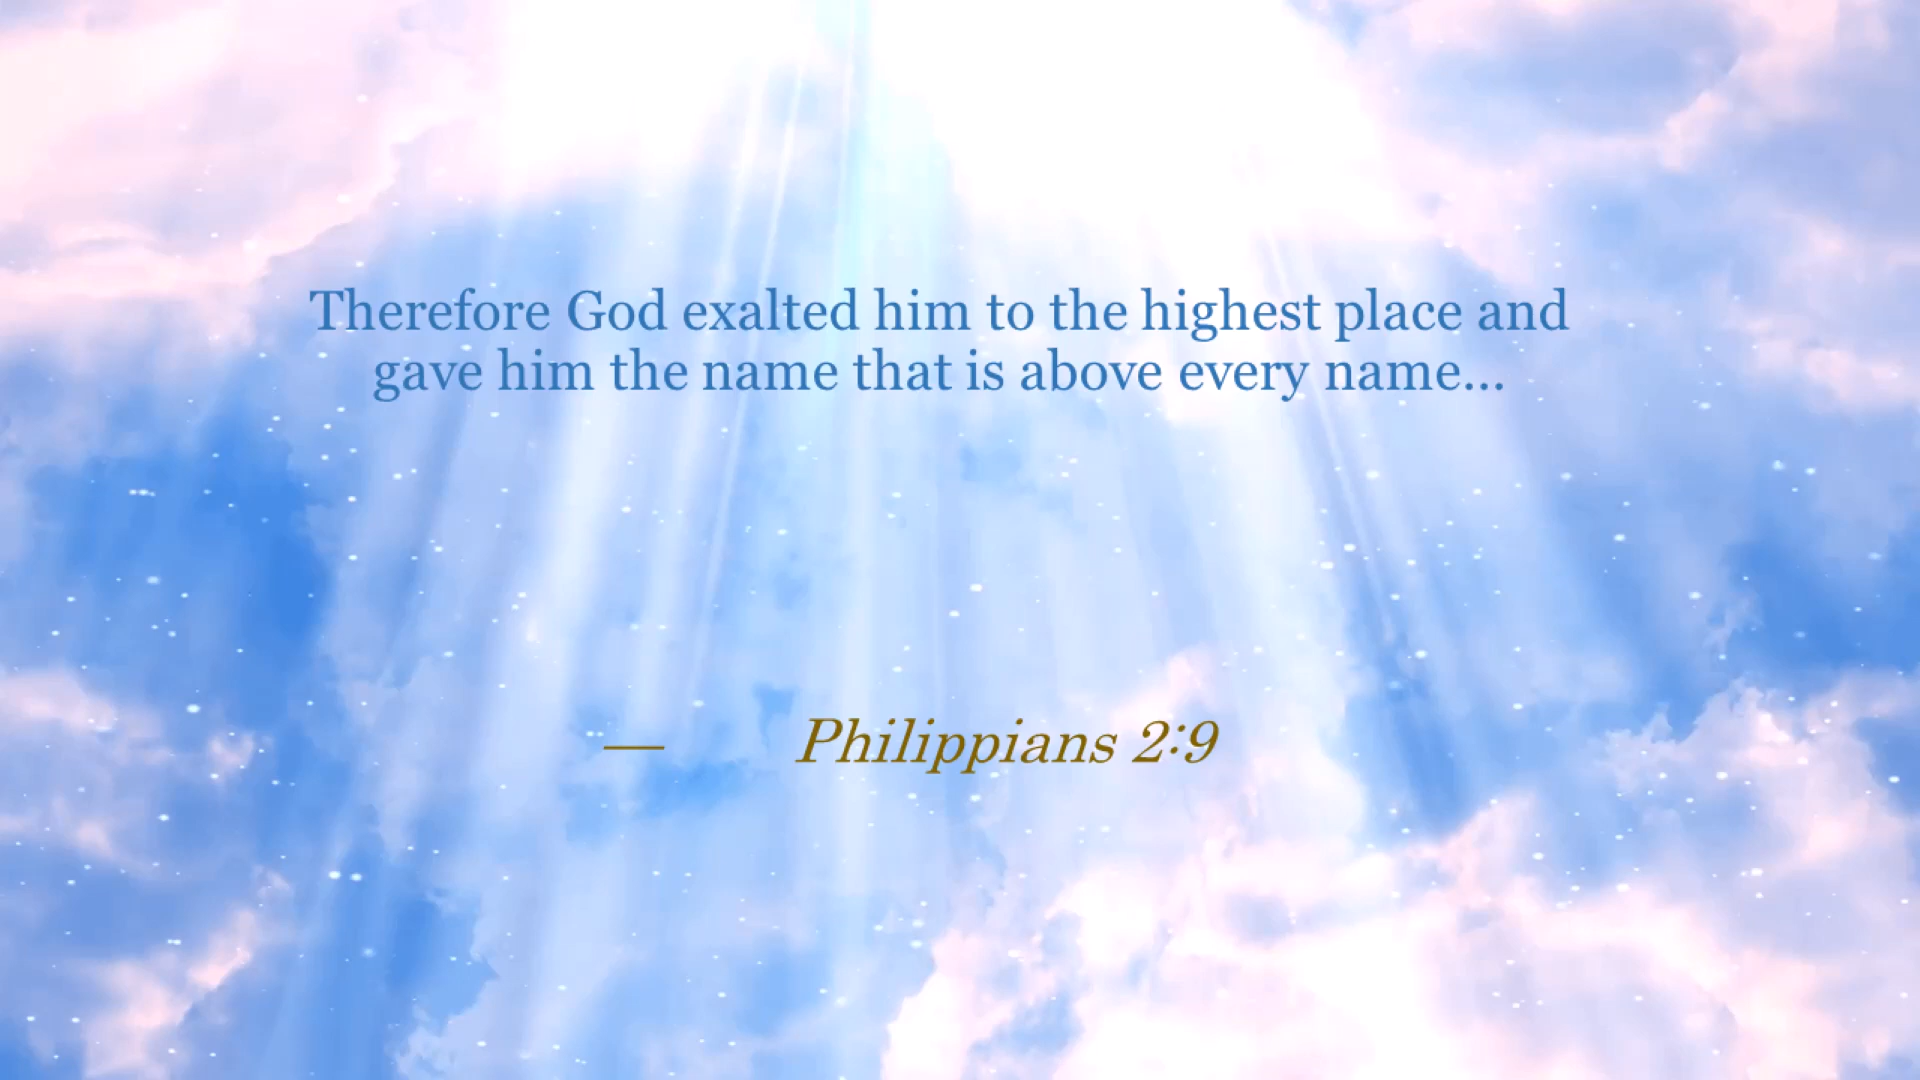 Therefore God exalted him to the highest place and
gave him the name that is above every name...
— Philippians 2:9